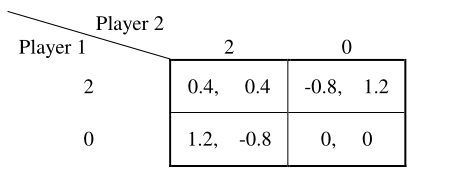 Player 2
Player 1
2 0
2 0.4, 0.4 -0.8, 1.2
0 1.2, -0.8 0, 0